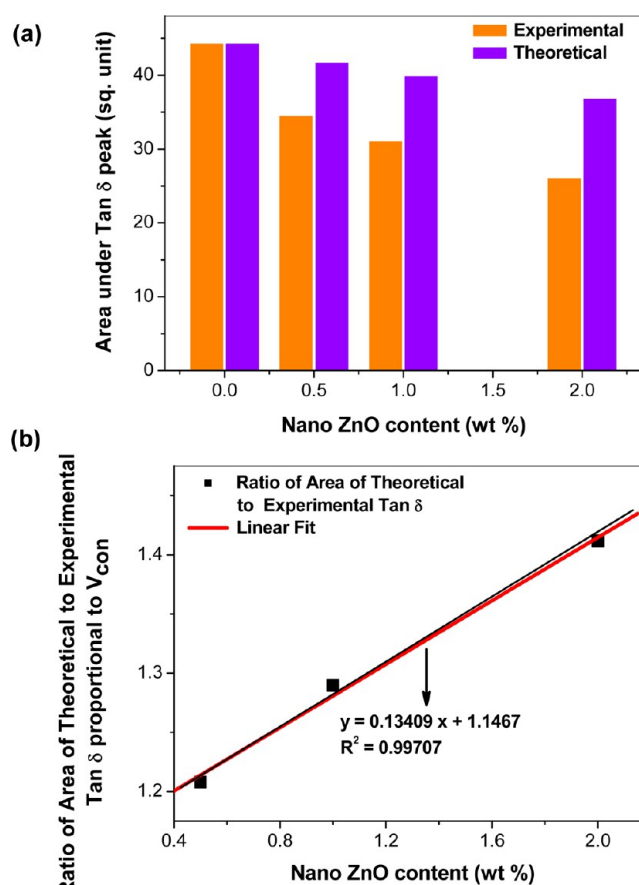 (a)
Experimental
Theoretical
Area under Tan δ peak (sq. unit)
40
30
20
10
0
0.0 0.5 1.0 1.5 2.0
Nano ZnO content (wt %)
(b)
Ratio of Area of Theoretical
to Experimental Tan δ
Linear Fit
Ratio of Area of Theoretical to Experimental
Tan δ proportional to Vcon
1.4
1.3
1.2
y = 0.13409 x + 1.1467
R² = 0.99707
0.4 0.8 1.2 1.6 2.0
Nano ZnO content (wt %)